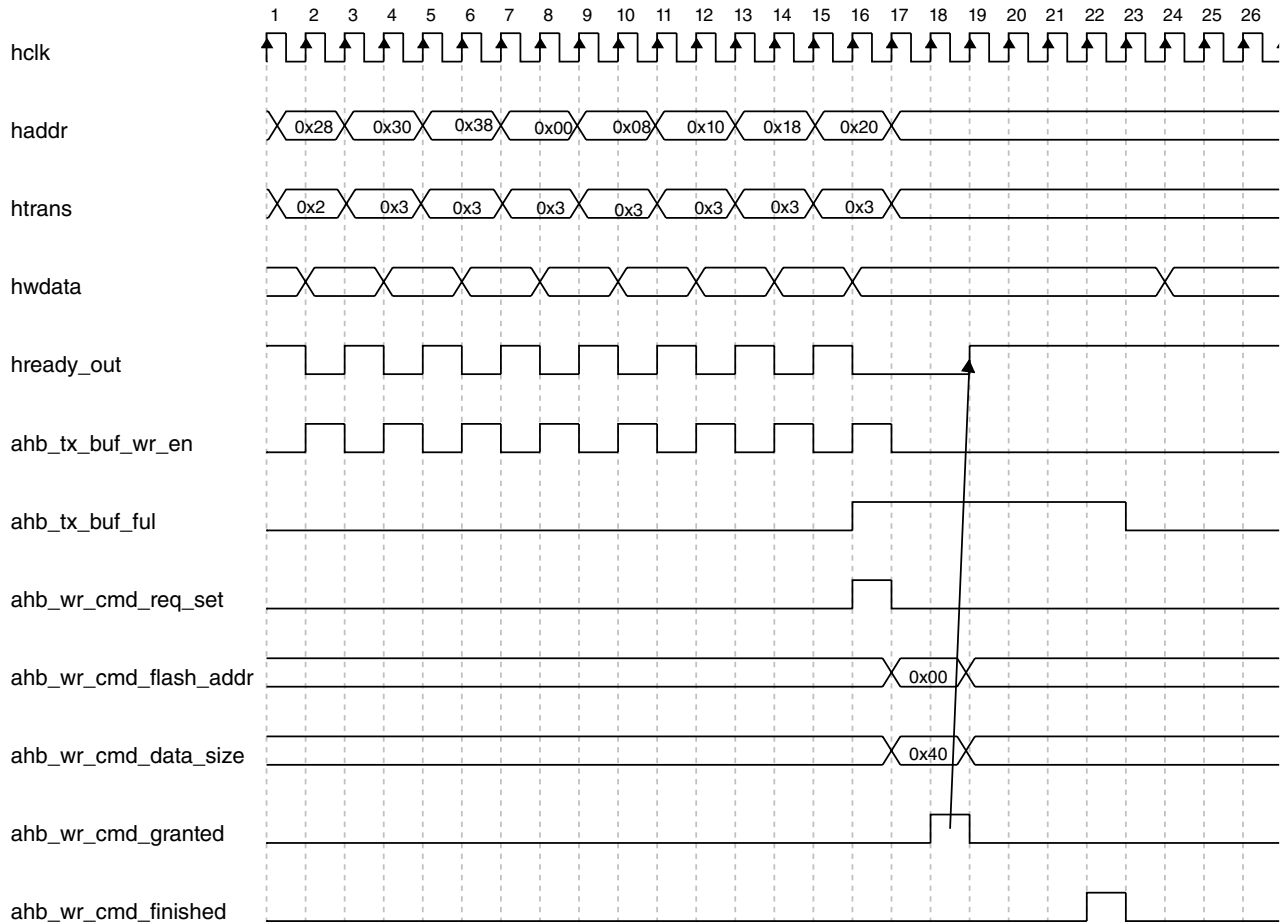 1 2 3 4 5 6 7 8 9 10 11 12 13 14 15 16 17 18 19 20 21 22 23 24 25 26
hclk
haddr 0x28 0x30 0x38 0x00 0x08 0x10 0x18 0x20
htrans 0x2 0x3 0x3 0x3 0x3 0x3 0x3 0x3
hwdata
hready_out
ahb_tx_buf_wr_en
ahb_tx_buf_ful
ahb_wr_cmd_req_set
ahb_wr_cmd_flash_addr 0x00
ahb_wr_cmd_data_size 0x40
ahb_wr_cmd_granted
ahb_wr_cmd_finished